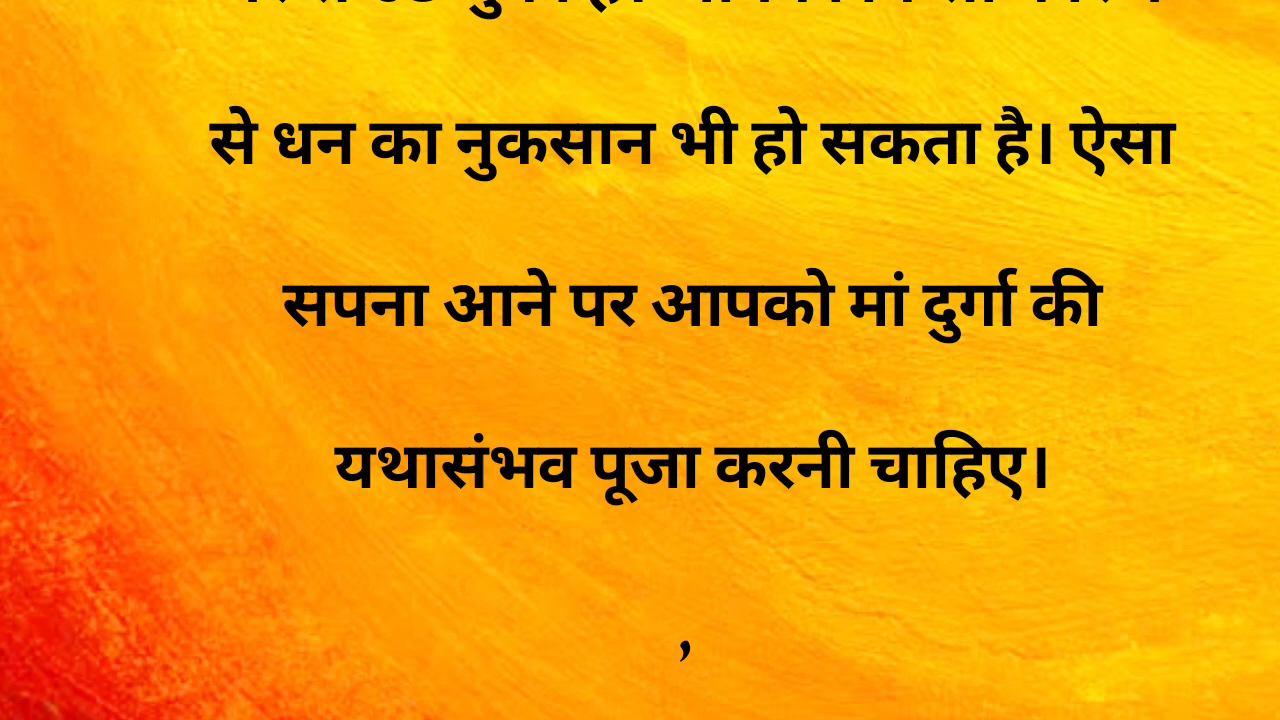 से धन का नुकसान भी हो सकता है। ऐसा
सपना आने पर आपको मां दुर्गा की
यथासंभव पूजा करनी चाहिए।
,